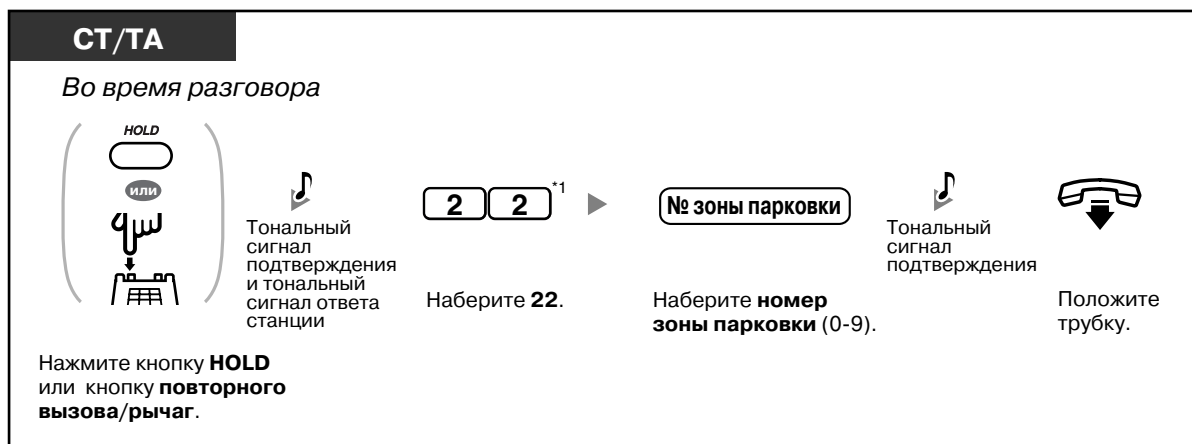 СТ/ТА
Во время разговора
HOLD
или
Тональный
сигнал
подтверждения
и тональный
сигнал ответа
станции
2 2 *1
№ зоны парковки
Тональный
сигнал
подтверждения
Наберите 22.
Наберите номер
зоны парковки (0-9).
Положите
трубку.
Нажмите кнопку HOLD
или кнопку повторного
вызова/рычаг.